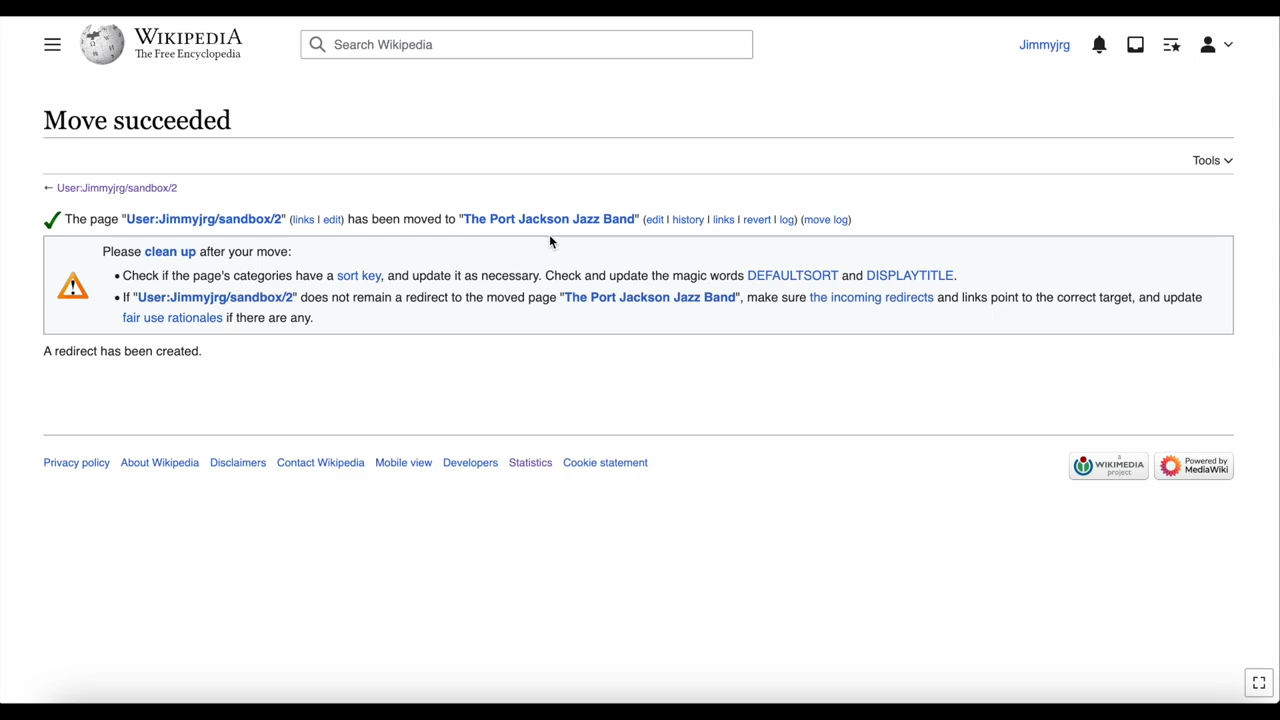 WIKIPEDIA
The Free Encyclopedia
Search Wikipedia
Jimmyjrg
Move succeeded
Tools
← User:Jimmyjrg/sandbox/2
The page "User:Jimmyjrg/sandbox/2" (links | edit) has been moved to "The Port Jackson Jazz Band" (edit | history | links | revert | log) (move log)
Please clean up after your move:
• Check if the page's categories have a sort key, and update it as necessary. Check and update the magic words DEFAULTSORT and DISPLAYTITLE.
• If "User:Jimmyjrg/sandbox/2" does not remain a redirect to the moved page "The Port Jackson Jazz Band", make sure the incoming redirects and links point to the correct target, and update
fair use rationales if there are any.
A redirect has been created.
Privacy policy About Wikipedia Disclaimers Contact Wikipedia Mobile view Developers Statistics Cookie statement
a
WIKIMEDIA
project
Powered by
MediaWiki